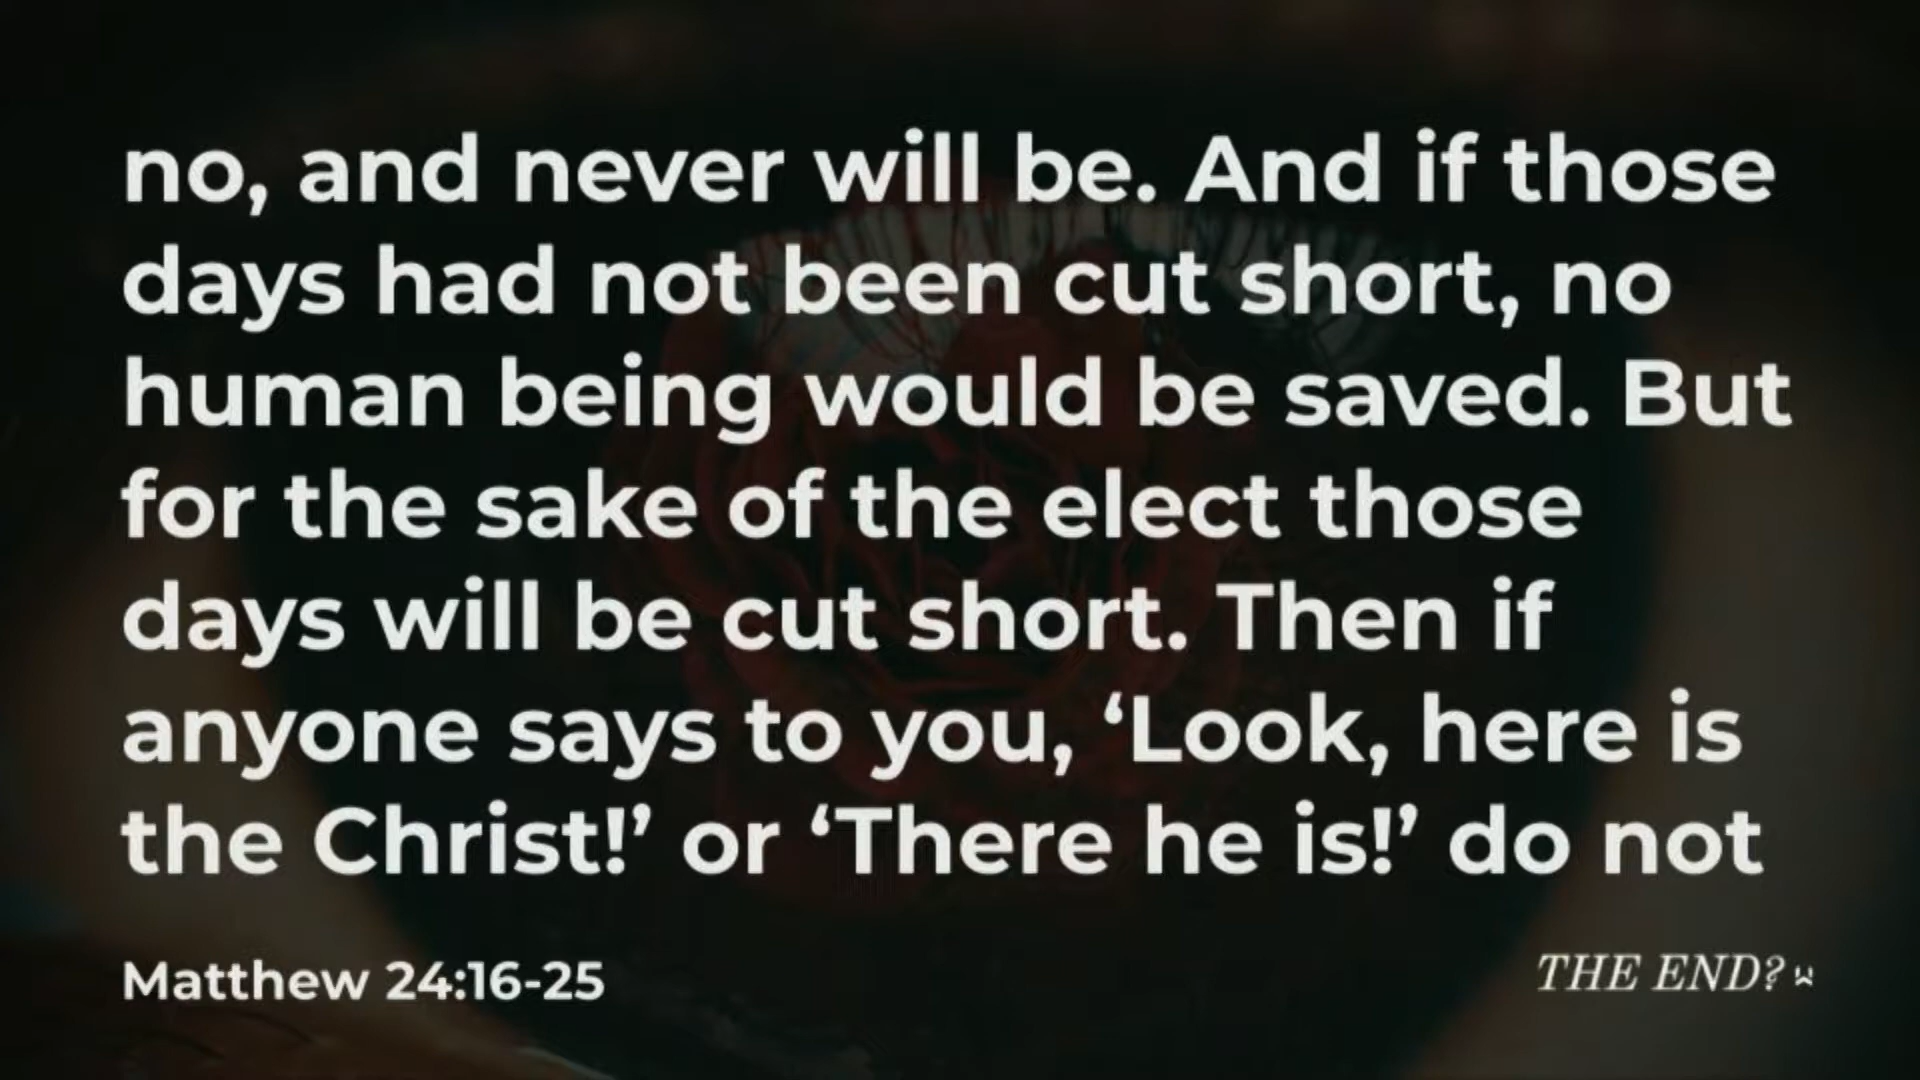 no, and never will be. And if those
days had not been cut short, no
human being would be saved. But
for the sake of the elect those
days will be cut short. Then if
anyone says to you, ‘Look, here is
the Christ!’ or ‘There he is!’ do not
Matthew 24:16-25
THE END?